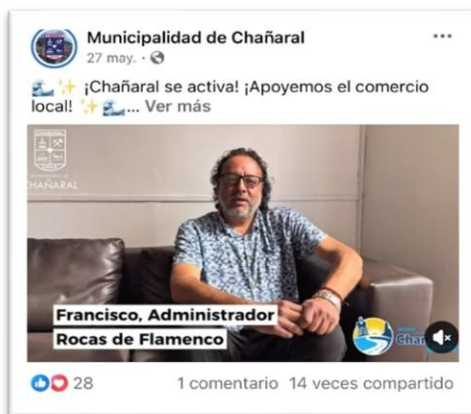 Municipalidad de Chañaral
27 may.
¡Chañaral se activa! ¡Apoyemos el comercio
local! ... Ver más
CHAÑARAL
Francisco, Administrador
Rocas de Flamenco
28
1 comentario 14 veces compartido